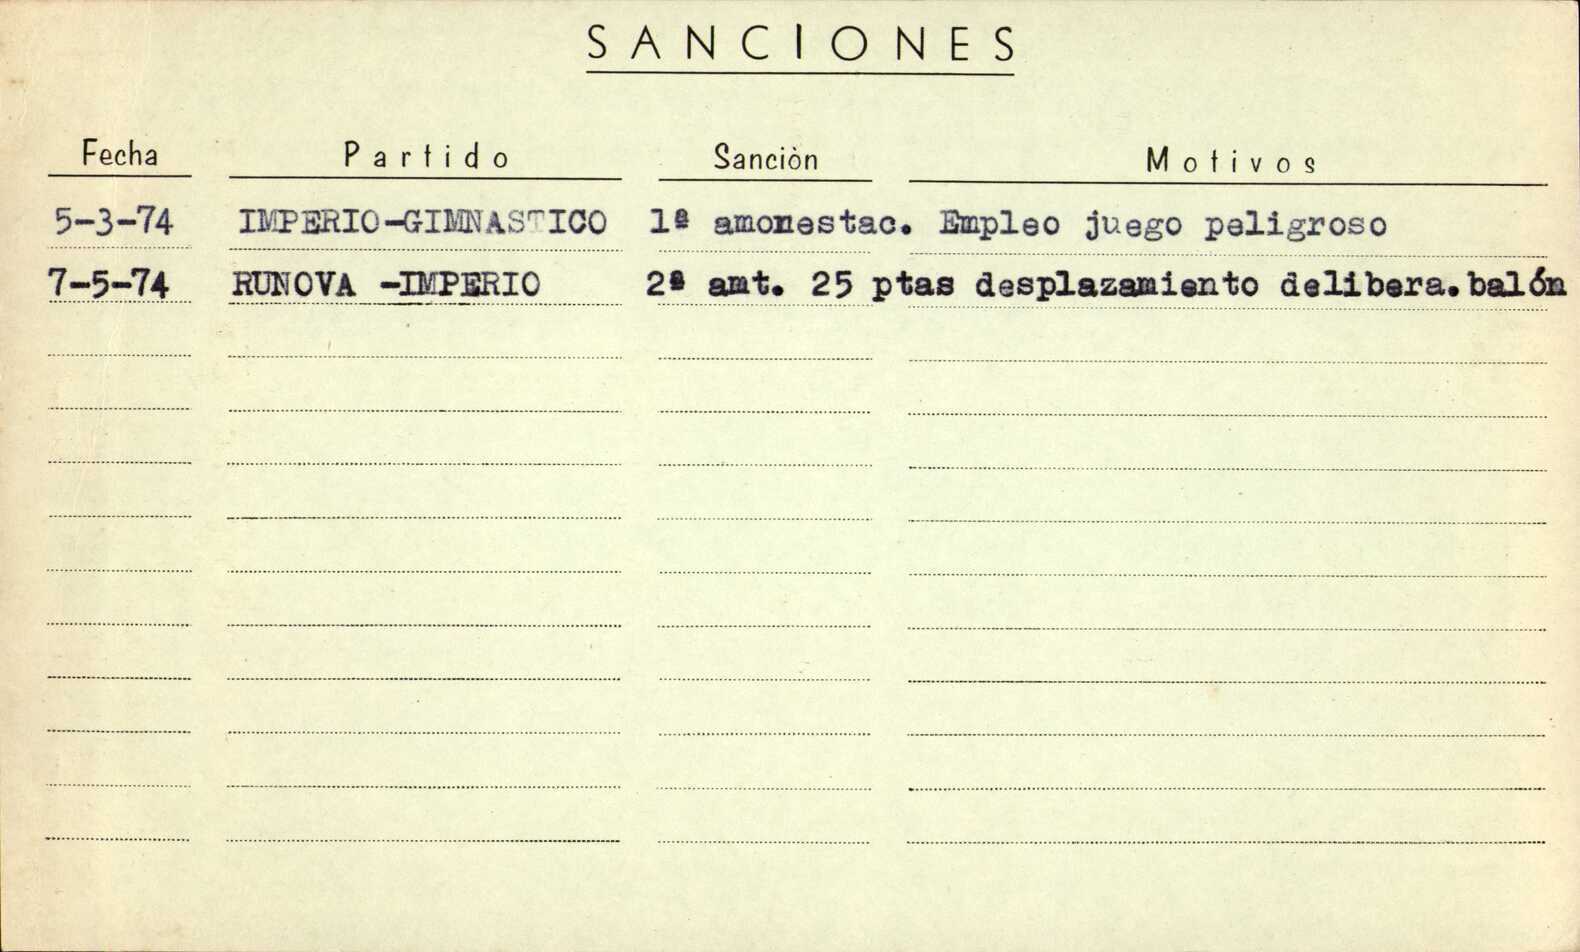 SANCIONES
Fecha Partido Sanciòn Motivos
5-3-74 IMPERIO-GIMNASTICO 1ª amonestac. Empleo juego peligroso
7-5-74 RUNOVA -IMPERIO 2ª amt. 25 ptas desplazamiento delibera.balón